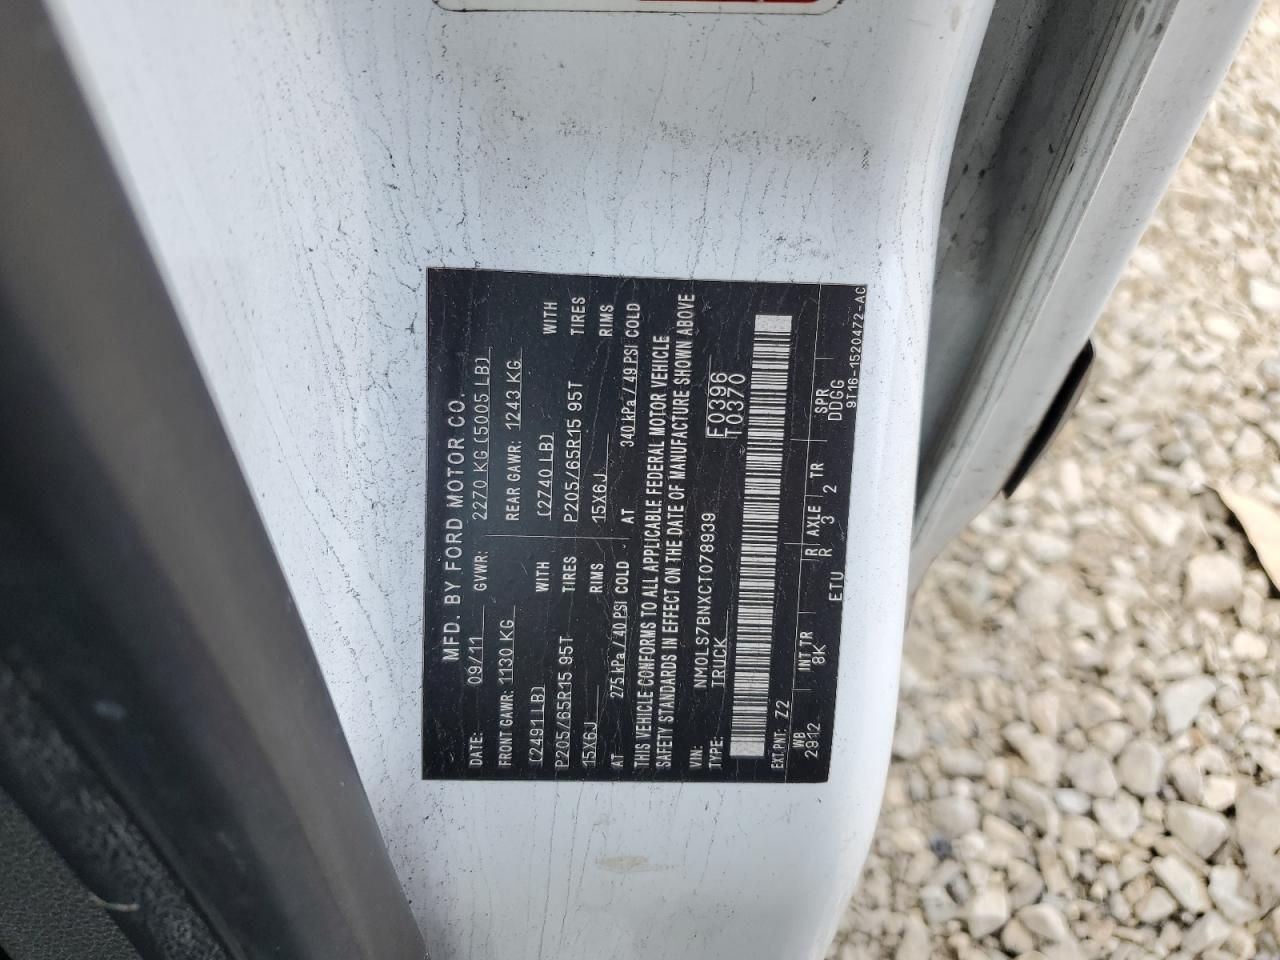 MFD. BY FORD MOTOR CO.
DATE: 09/11 GVWR: 2270 KG (5005 LB)
FRONT GAWR: 1130 KG REAR GAWR: 1243 KG
(2491 LB) WITH (2740 LB) WITH
P205/65R15 95T TIRES P205/65R15 95T TIRES
15X6J RIMS 15X6J RIMS
AT 275 kPa / 40 PSI COLD AT 340 kPa / 49 PSI COLD
THIS VEHICLE CONFORMS TO ALL APPLICABLE FEDERAL MOTOR VEHICLE
SAFETY STANDARDS IN EFFECT ON THE DATE OF MANUFACTURE SHOWN ABOVE
VIN: NM0LS7BNXCT078939 F0396
TYPE: TRUCK T0370
EXT PNT: Z2
WB INT TR R AXLE TR SPR
2912 8K R 3 2 DDGG
ETU 9T16-1520472-AC